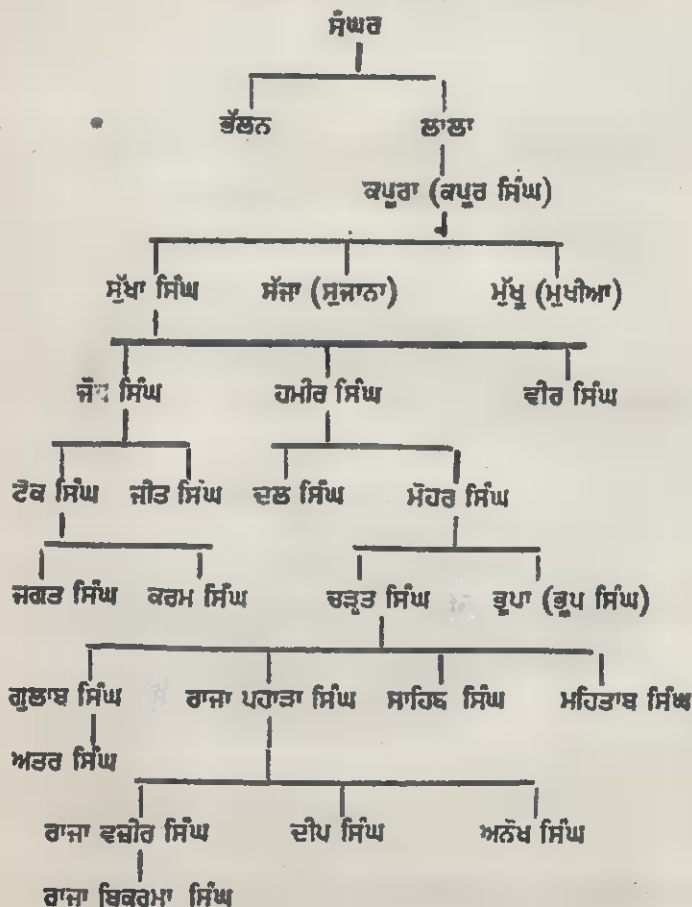 ਸੰਘਰ
ਭੱਲਨ ਲਾਲਾ
ਕਪੂਰਾ (ਕਪੂਰ ਸਿੰਘ)
ਸੁੱਖਾ ਸਿੰਘ ਸੱਜਾ (ਸੁਜਾਨਾ) ਮੁੱਖੂ (ਮੁਖੀਆ)
ਜੋਧ ਸਿੰਘ ਹਮੀਰ ਸਿੰਘ ਵੀਰ ਸਿੰਘ
ਟੇਕ ਸਿੰਘ ਜੀਤ ਸਿੰਘ ਦਲ ਸਿੰਘ ਮੋਹਰ ਸਿੰਘ
ਜਗਤ ਸਿੰਘ ਕਰਮ ਸਿੰਘ ਚੜ੍ਹਤ ਸਿੰਘ ਭੂਪਾ (ਭੂਪ ਸਿੰਘ)
ਗੁਲਾਬ ਸਿੰਘ ਰਾਜਾ ਪਹਾੜਾ ਸਿੰਘ ਸਾਹਿਬ ਸਿੰਘ ਮਹਿਤਾਬ ਸਿੰਘ
ਅਤਰ ਸਿੰਘ
ਰਾਜਾ ਵਜ਼ੀਰ ਸਿੰਘ ਦੀਪ ਸਿੰਘ ਅਨੋਖ ਸਿੰਘ
ਰਾਜਾ ਬਿਕਰਮਾ ਸਿੰਘ